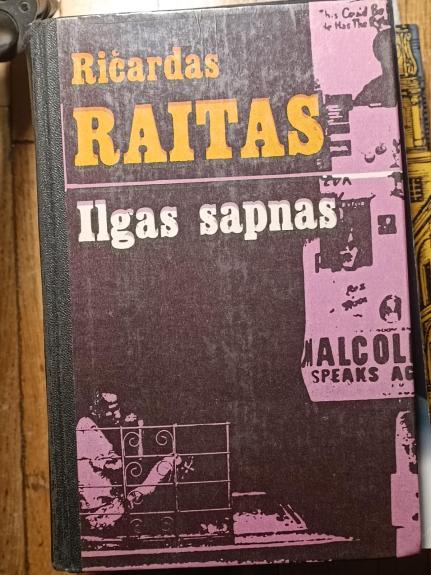 Ričardas
RAITAS
Ilgas sapnas
MALCOL
SPEAKS AG